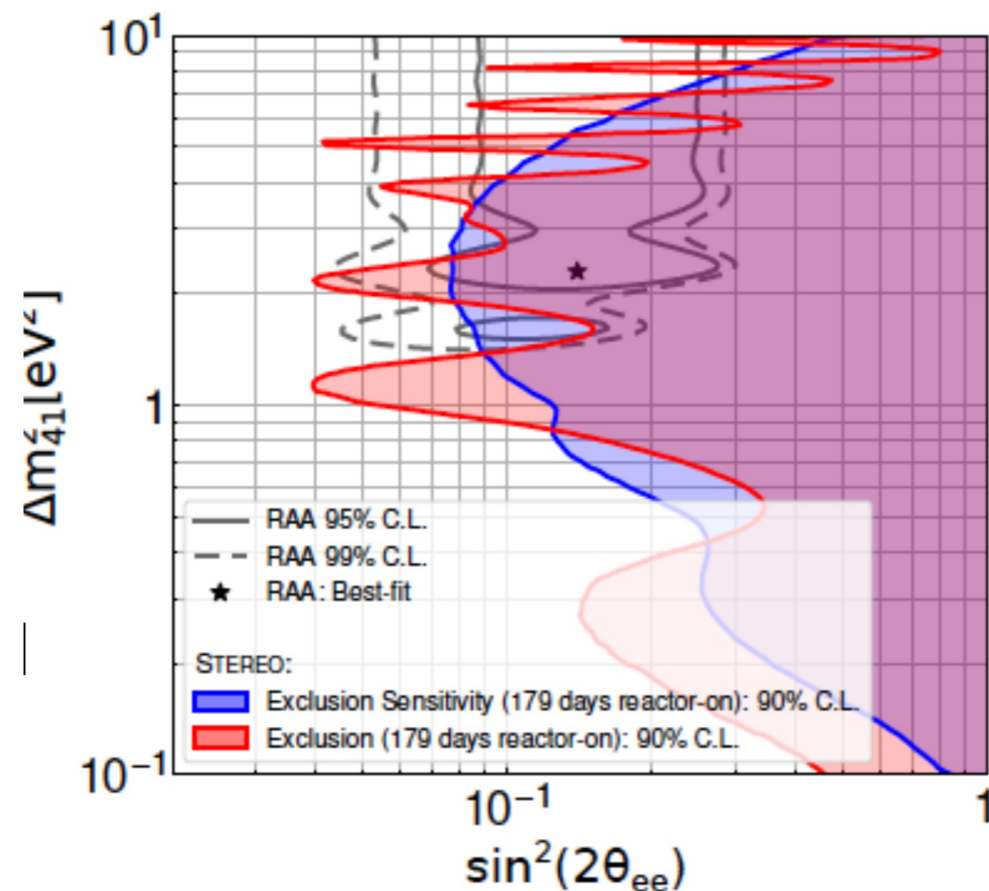 10¹
Δm²₄₁[eV²]
1
RAA 95% C.L.
RAA 99% C.L.
RAA: Best-fit
STEREO:
Exclusion Sensitivity (179 days reactor-on): 90% C.L.
Exclusion (179 days reactor-on): 90% C.L.
10⁻¹
10⁻¹
1
sin²(2θₑₑ)